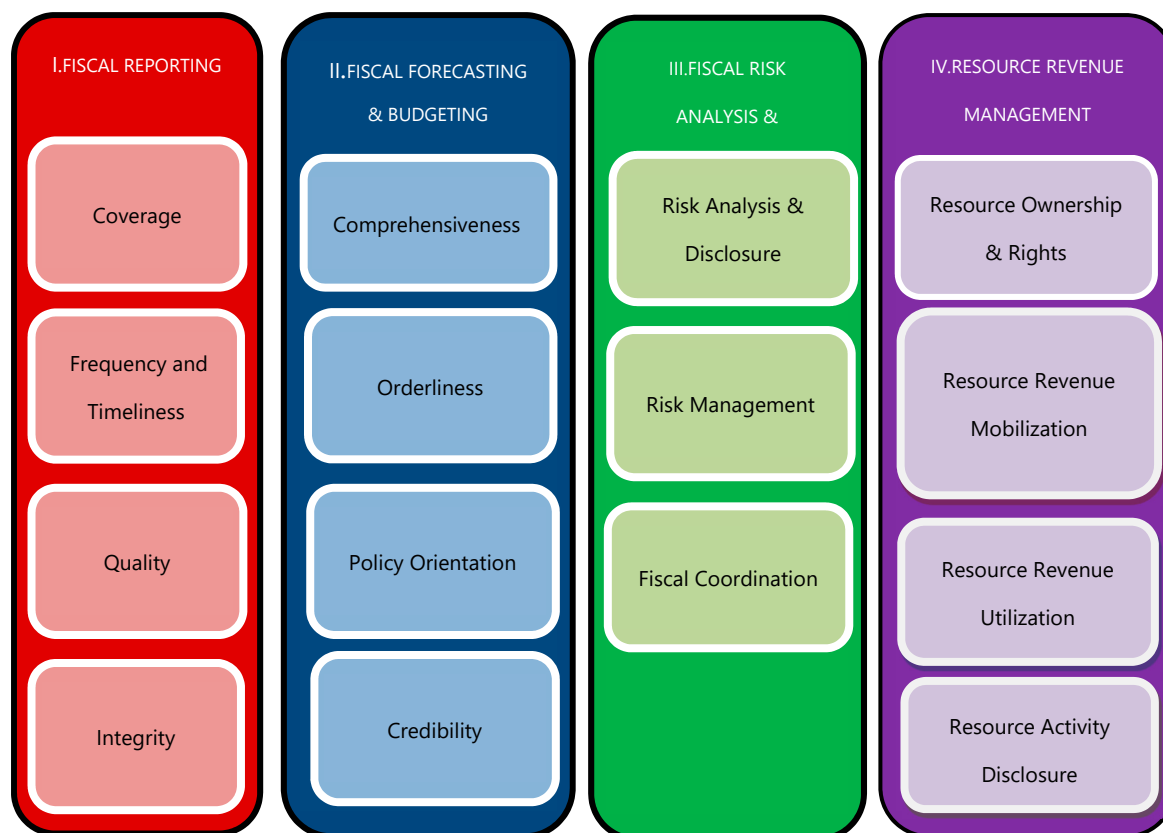 I.FISCAL REPORTING
Coverage
Frequency and
Timeliness
Quality
Integrity
II.FISCAL FORECASTING
& BUDGETING
Comprehensiveness
Orderliness
Policy Orientation
Credibility
III.FISCAL RISK
ANALYSIS &
Risk Analysis &
Disclosure
Risk Management
Fiscal Coordination
IV.RESOURCE REVENUE
MANAGEMENT
Resource Ownership
& Rights
Resource Revenue
Mobilization
Resource Revenue
Utilization
Resource Activity
Disclosure